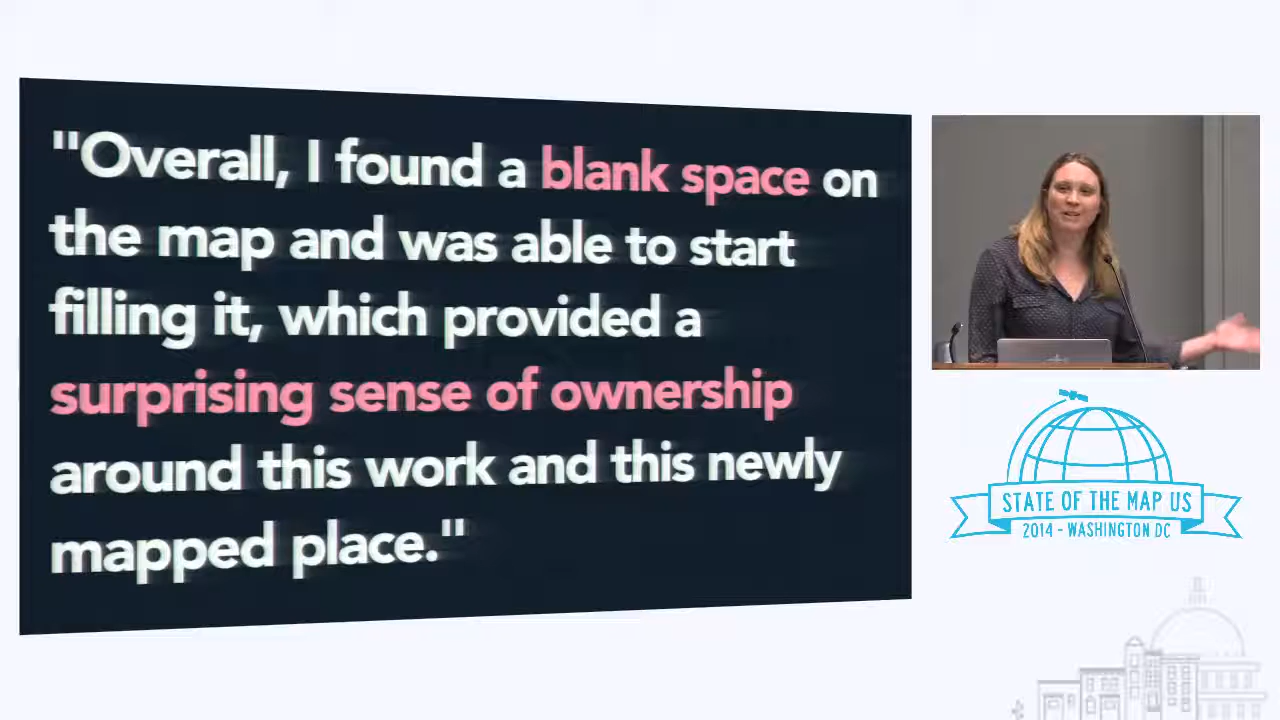 "Overall, I found a blank space on
the map and was able to start
filling it, which provided a
surprising sense of ownership
around this work and this newly
mapped place."
STATE OF THE MAP US
2014 - WASHINGTON DC